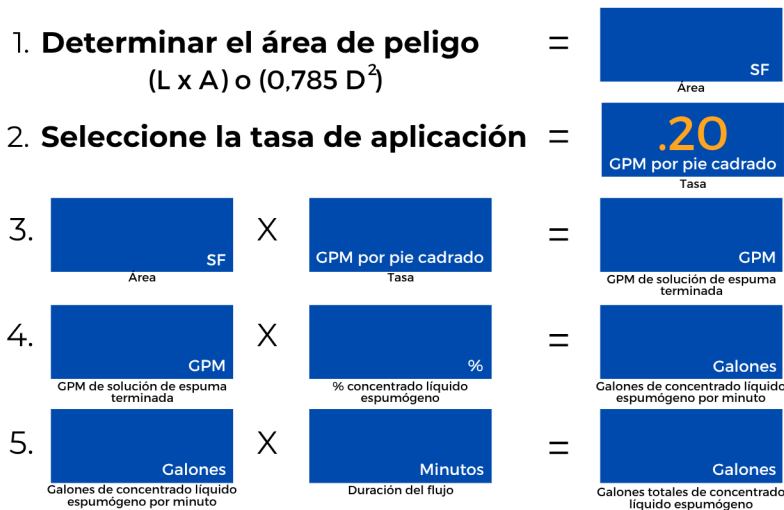 1. Determinar el área de peligo =
(L x A) o (0,785 D²)
SF
Área
2. Seleccione la tasa de aplicación =
.20
GPM por pie cadrado
Tasa
3. SF X GPM por pie cadrado = GPM
Área Tasa GPM de solución de espuma
terminada
4. GPM X % = Galones
GPM de solución de espuma % concentrado líquido Galones de concentrado líquido
terminada espumógeno espumógeno por minuto
5. Galones X Minutos = Galones
Galones de concentrado líquido Duración del flujo Galones totales de concentrado
espumógeno por minuto líquido espumógeno